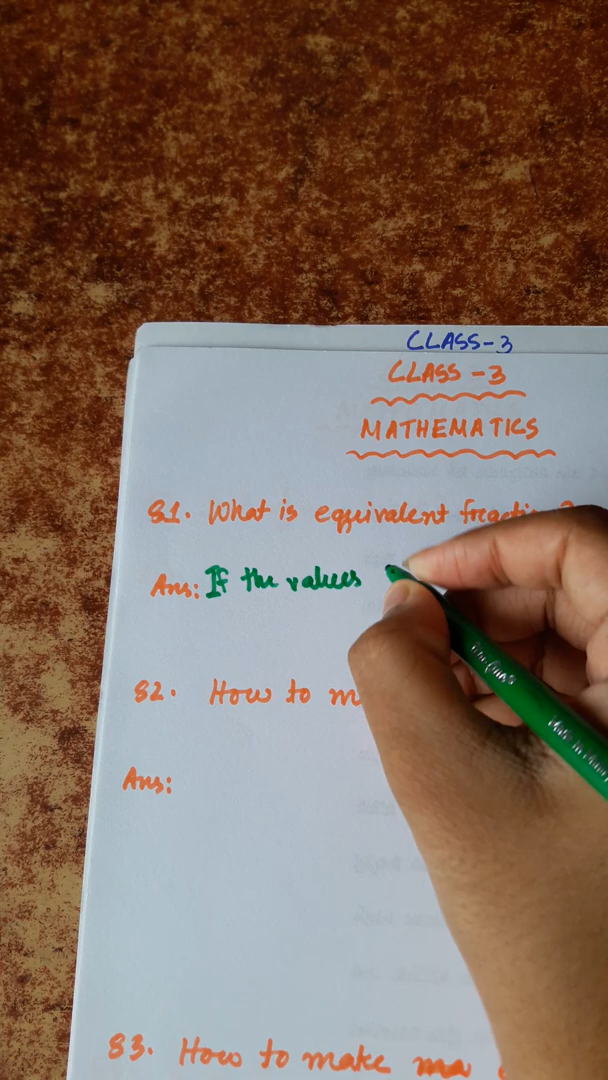 CLASS-3
CLASS-3
MATHEMATICS
Q1. What is equivalent fraction?
Ans: If the values
Q2. How to
Ans:
Q3. How to make